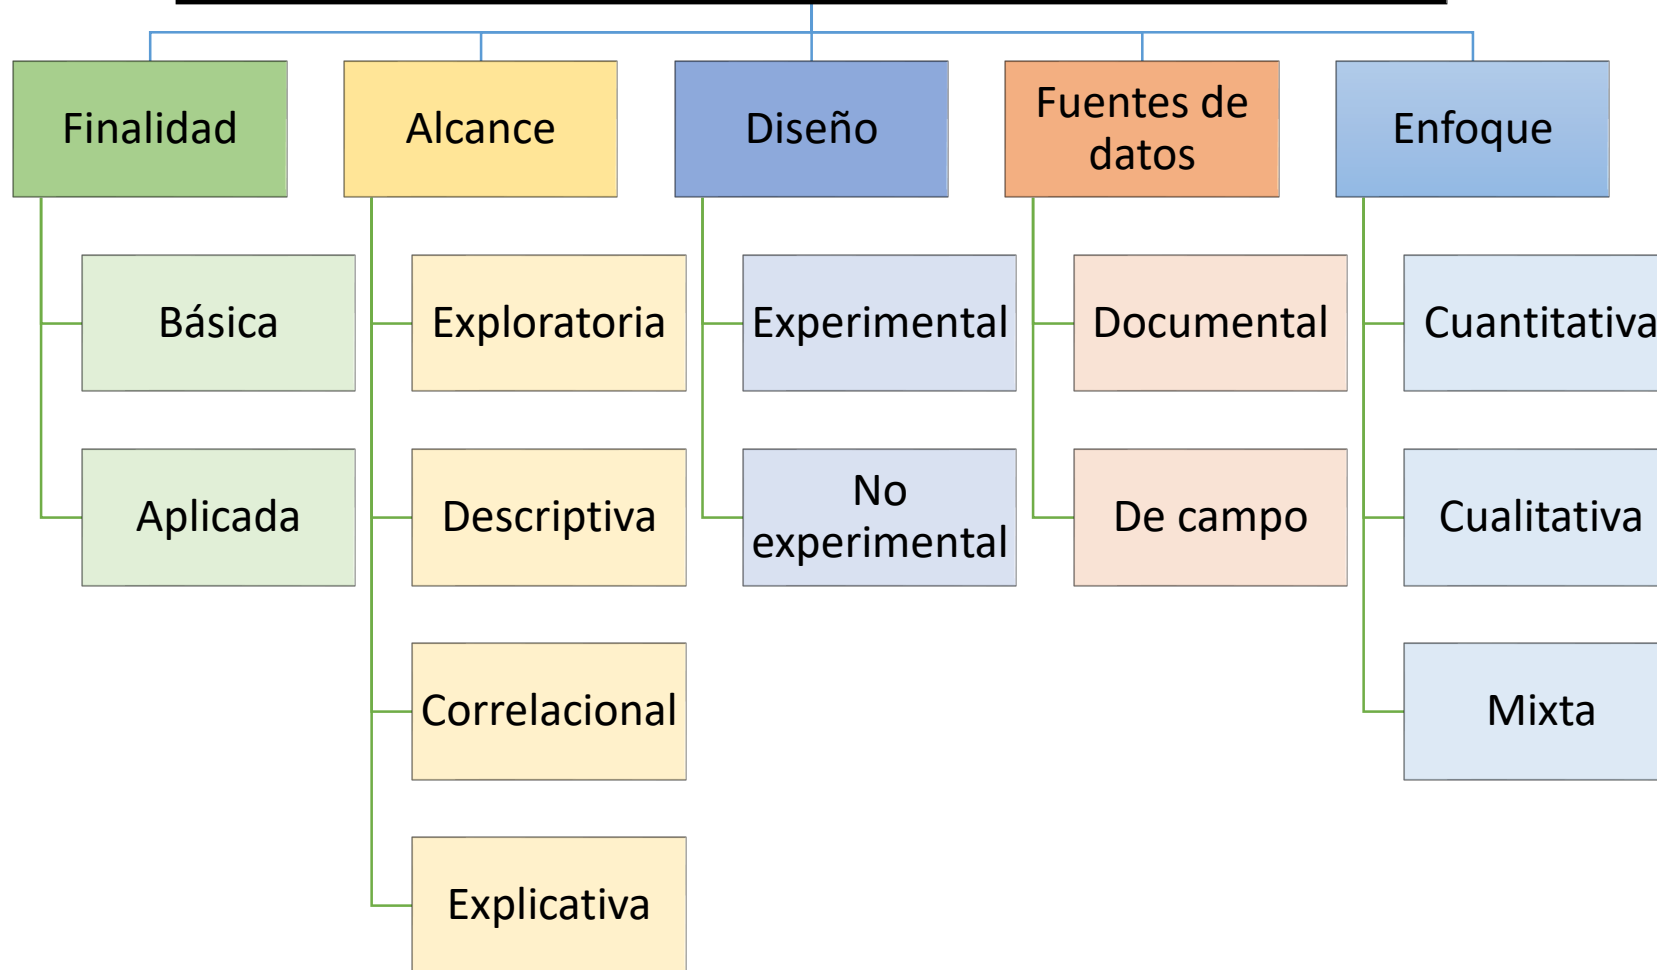 Finalidad
Alcance
Diseño
Fuentes de
datos
Enfoque
Básica
Exploratoria
Experimental
Documental
Cuantitativa
Aplicada
Descriptiva
No
experimental
De campo
Cualitativa
Correlacional
Mixta
Explicativa